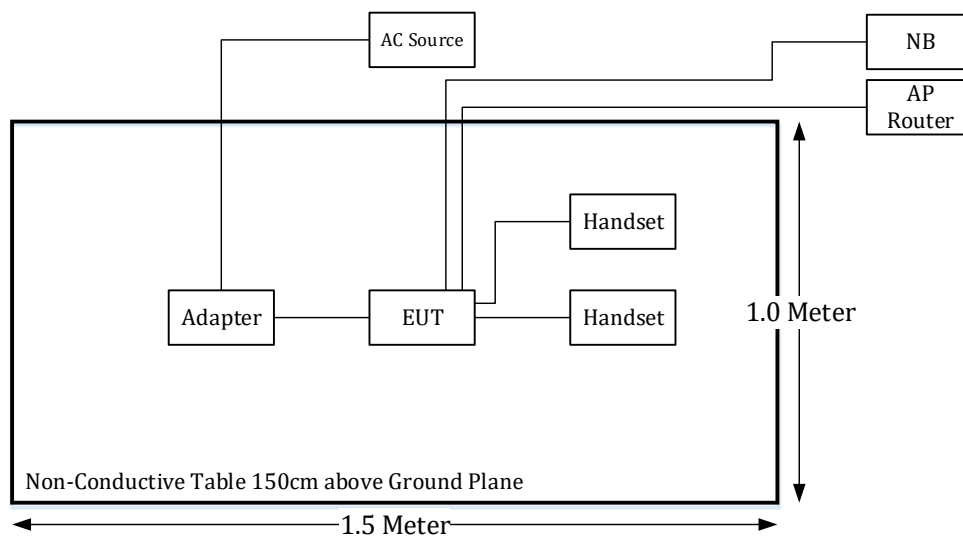 AC Source
NB
AP
Router
Handset
Adapter
EUT
Handset
1.0 Meter
Non-Conductive Table 150cm above Ground Plane
1.5 Meter